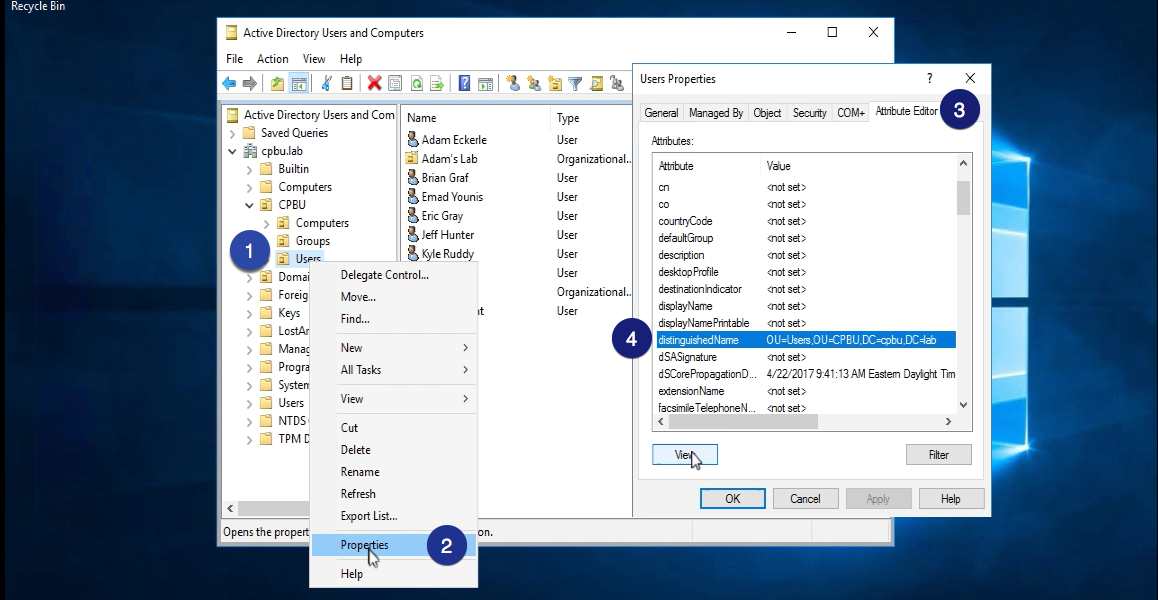 Recycle Bin
Active Directory Users and Computers
File Action View Help
Active Directory Users and Com
Saved Queries
cpbu.lab
Builtin
Computers
CPBU
Computers
Groups
1
Users
Domai
Foreig
Keys
LostAn
Manag
Progra
System
Users
NTDS
TPM D
Name Type
Adam Eckerle User
Adam's Lab Organizational...
Brian Graf User
Emad Younis User
Eric Gray User
Jeff Hunter User
Kyle Ruddy User
User
Organizational...
nt User
Delegate Control...
Move...
Find...
New
All Tasks
View
Cut
Delete
Rename
Refresh
Export List...
Properties 2
Help
Opens the propert on.
Users Properties
General Managed By Object Security COM+ Attribute Editor 3
Attributes:
Attribute Value
cn <not set>
co <not set>
countryCode <not set>
defaultGroup <not set>
description <not set>
desktopProfile <not set>
destinationIndicator <not set>
displayName <not set>
displayNamePrintable <not set>
4 distinguishedName OU=Users,OU=CPBU,DC=cpbu,DC=lab
dSASignature <not set>
dSCorePropagationD... 4/22/2017 9:41:13 AM Eastern Daylight Tim
extensionName <not set>
facsimileTelephoneN... <not set>
View Filter
OK Cancel Apply Help